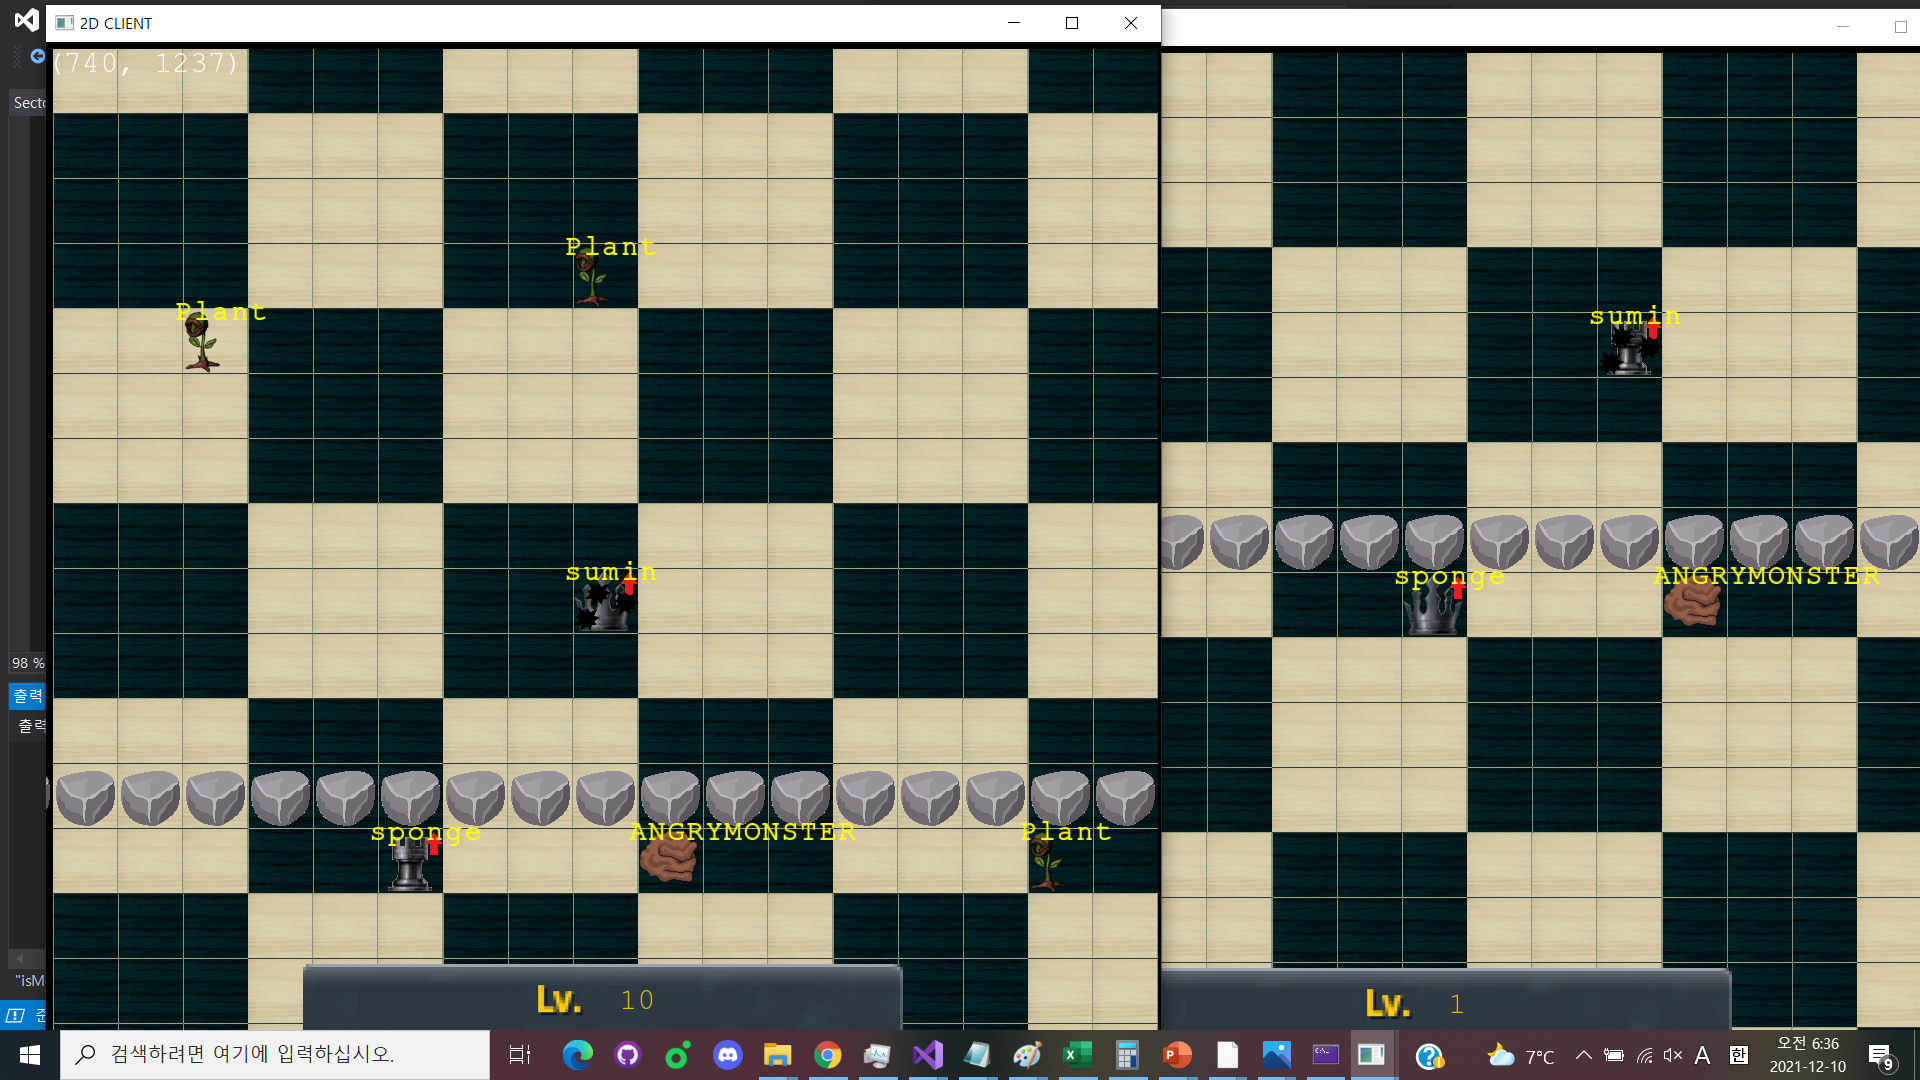 2D CLIENT
(740, 1237)
Secto
Plant
Plant
sumin
sumin
sponge
ANGRYMONSTER
98 %
출력
출력
sponge
ANGRYMONSTER
Plant
"isM
Lv. 10
Lv. 1
준
검색하려면 여기에 입력하십시오.
7°C
A
한
오전 6:36
2021-12-10
9